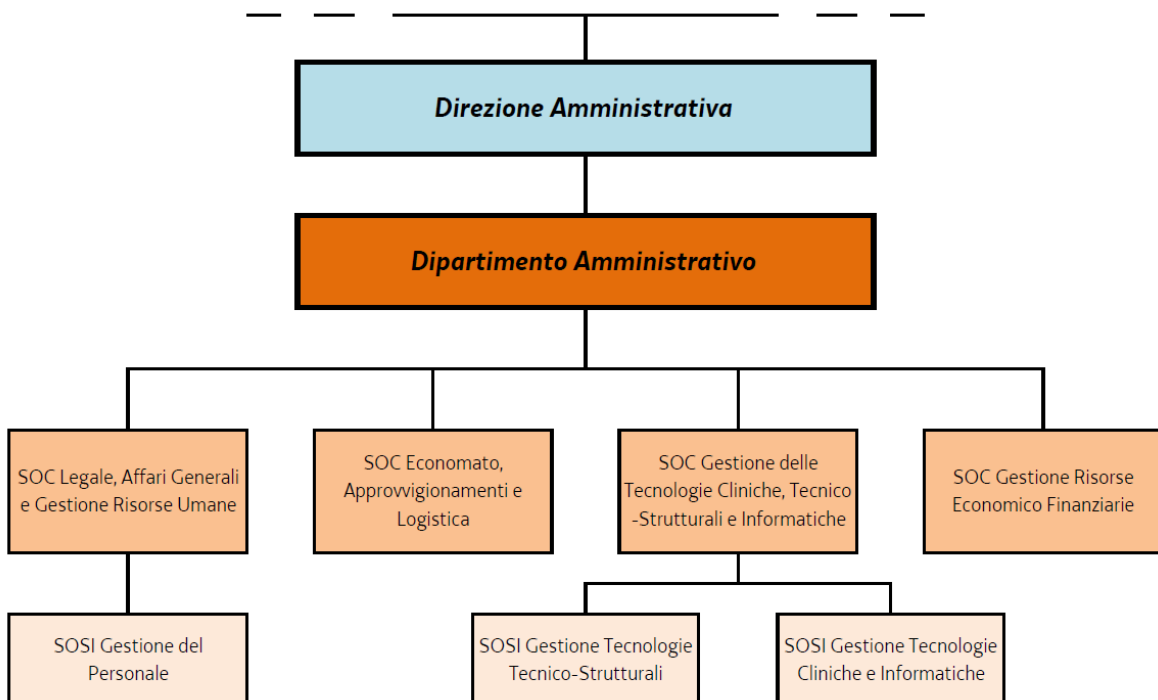 Direzione Amministrativa
Dipartimento Amministrativo
SOC Legale, Affari Generali
e Gestione Risorse Umane
SOC Economato,
Approvvigionamenti e
Logistica
SOC Gestione delle
Tecnologie Cliniche, Tecnico
-Strutturali e Informatiche
SOC Gestione Risorse
Economico Finanziarie
SOSI Gestione del
Personale
SOSI Gestione Tecnologie
Tecnico-Strutturali
SOSI Gestione Tecnologie
Cliniche e Informatiche